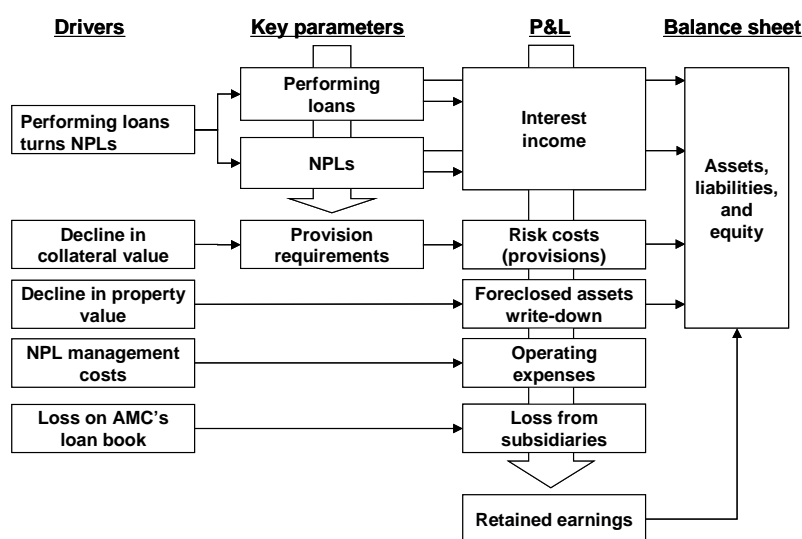 Drivers
Key parameters
P&L
Balance sheet
Performing loans
turns NPLs
Performing
loans
NPLs
Interest
income
Assets,
liabilities,
and
equity
Decline in
collateral value
Provision
requirements
Risk costs
(provisions)
Decline in property
value
Foreclosed assets
write-down
NPL management
costs
Operating
expenses
Loss on AMC’s
loan book
Loss from
subsidiaries
Retained earnings